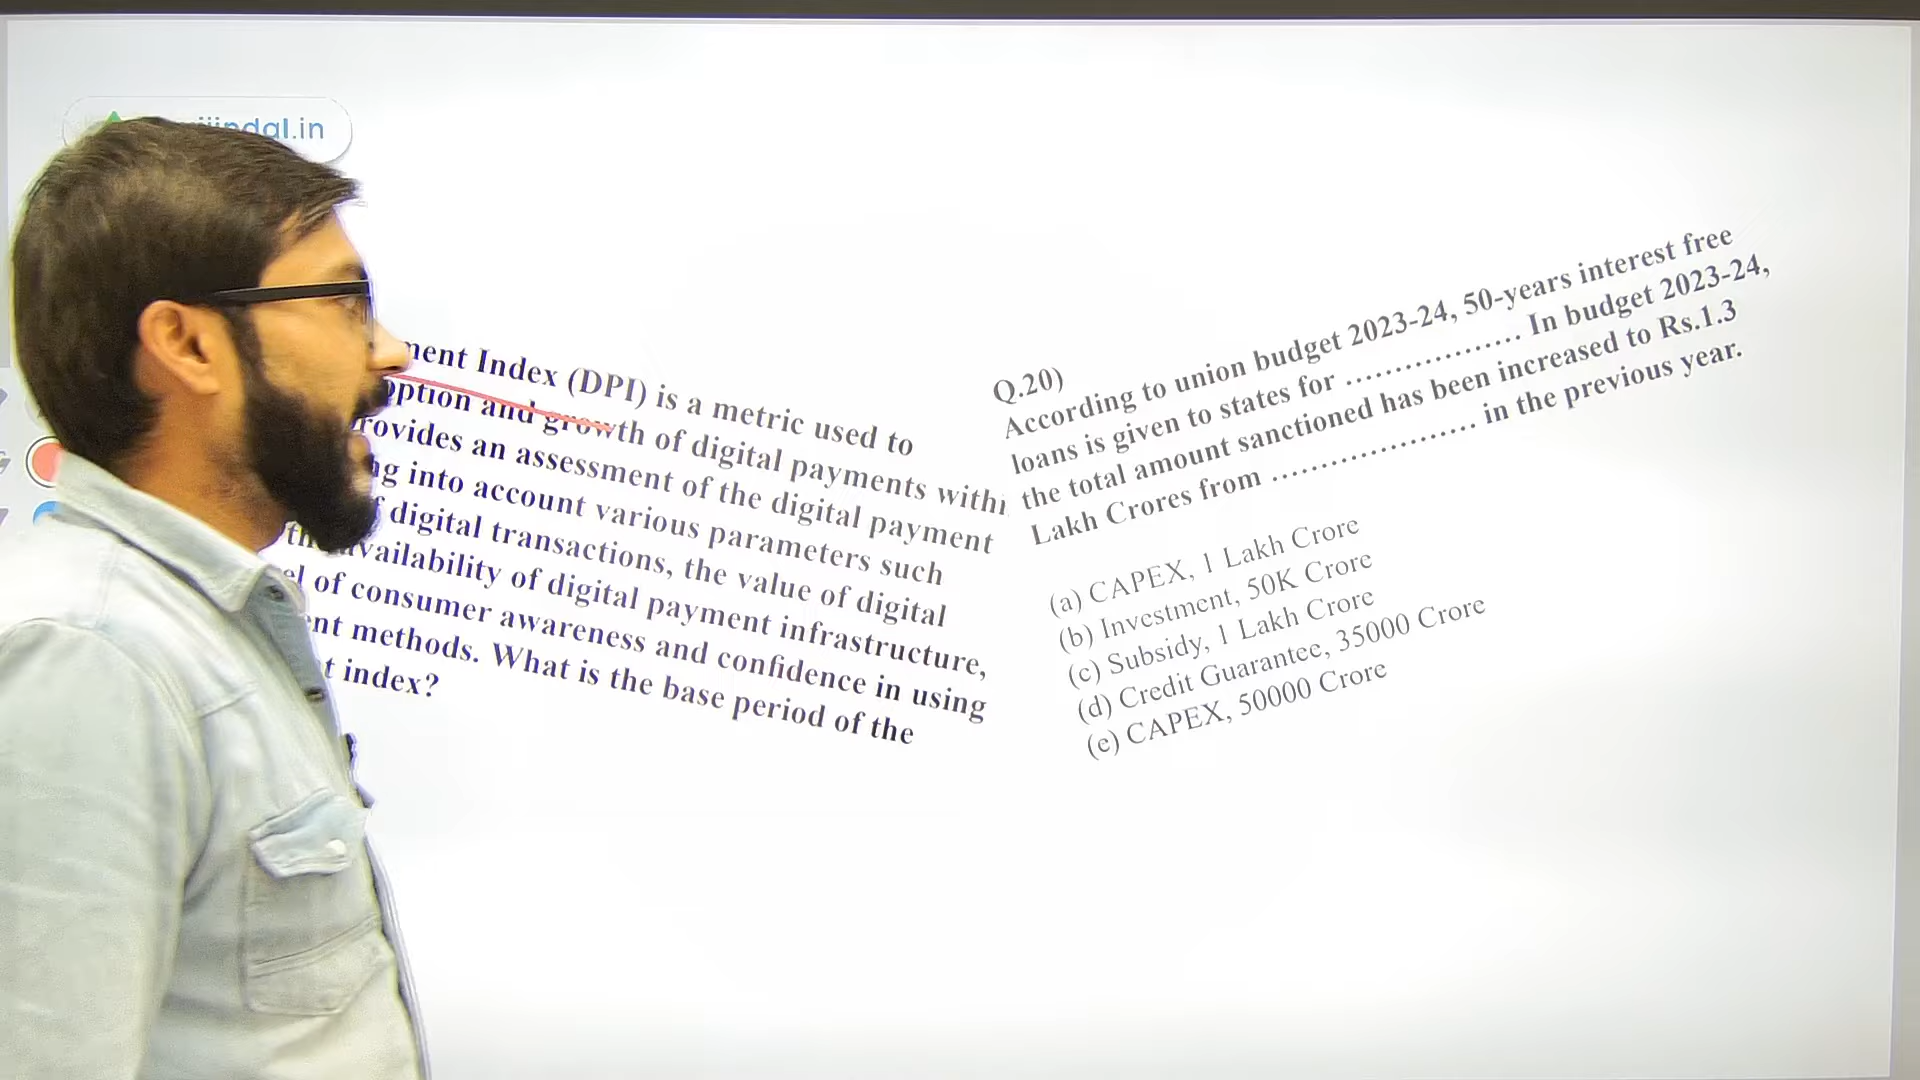 jindal.in
ment Index (DPI) is a metric used to
option and growth of digital payments withi
rovides an assessment of the digital payment
ng into account various parameters such
f digital transactions, the value of digital
availability of digital payment infrastructure,
el of consumer awareness and confidence in using
ent methods. What is the base period of the
t index?
Q.20)
According to union budget 2023-24, 50-years interest free
loans is given to states for .................. In budget 2023-24,
the total amount sanctioned has been increased to Rs.1.3
Lakh Crores from ..................... in the previous year.
(a) CAPEX, 1 Lakh Crore
(b) Investment, 50K Crore
(c) Subsidy, 1 Lakh Crore
(d) Credit Guarantee, 35000 Crore
(e) CAPEX, 50000 Crore